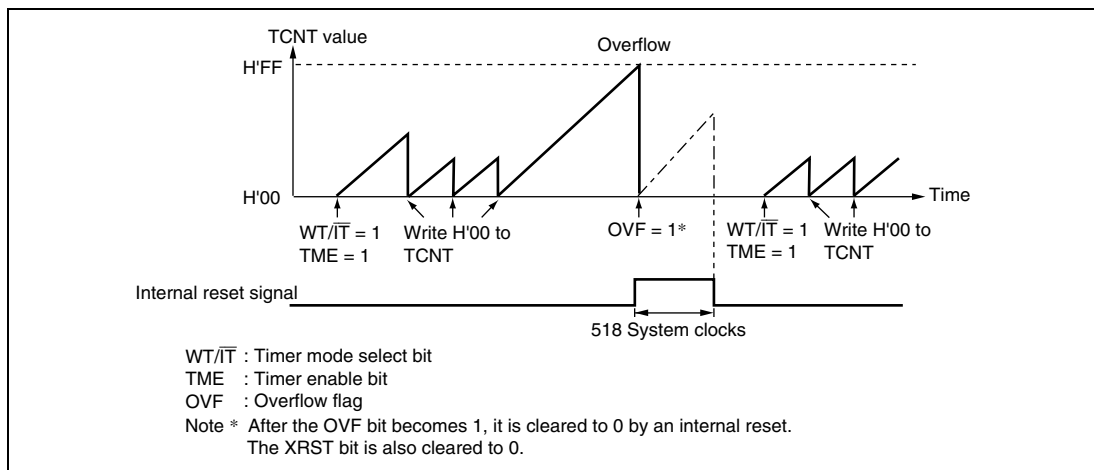 TCNT value
Overflow
H'FF
H'00
Time
WT/IT = 1
TME = 1
Write H'00 to
TCNT
OVF = 1*
WT/IT = 1
TME = 1
Write H'00 to
TCNT
Internal reset signal
518 System clocks
WT/IT : Timer mode select bit
TME : Timer enable bit
OVF : Overflow flag
Note * After the OVF bit becomes 1, it is cleared to 0 by an internal reset.
The XRST bit is also cleared to 0.